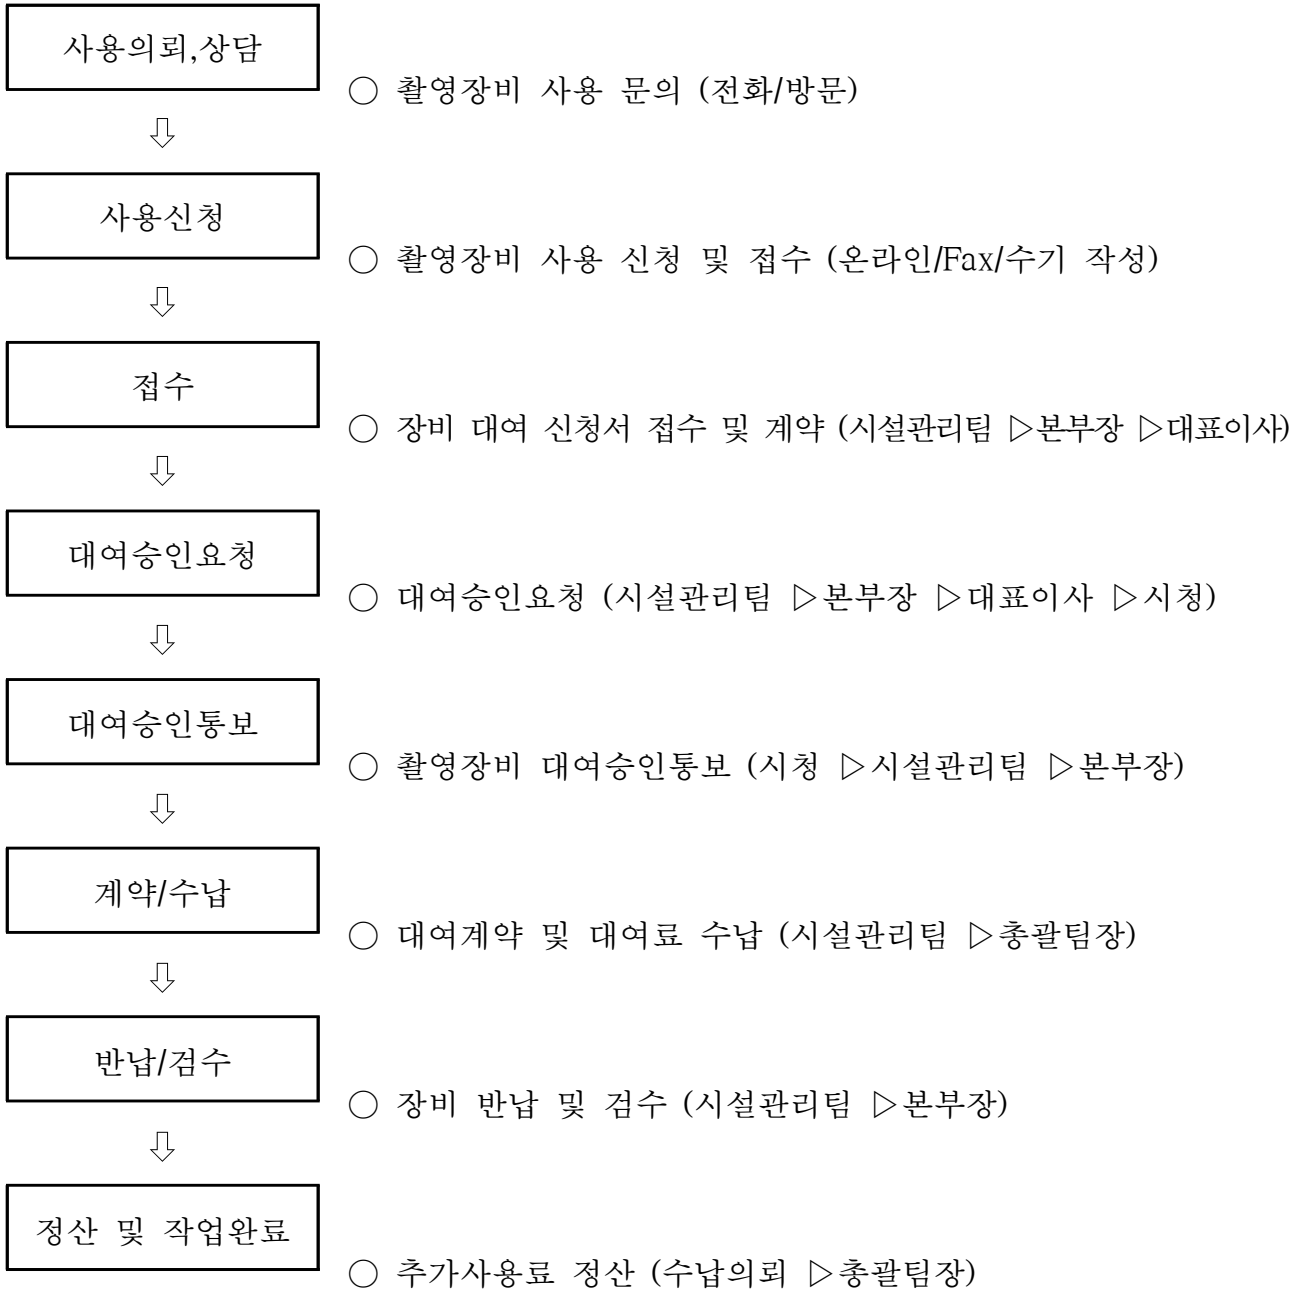 사용의뢰,상담
○ 촬영장비 사용 문의 (전화/방문)
⇩
사용신청
○ 촬영장비 사용 신청 및 접수 (온라인/Fax/수기 작성)
⇩
접수
○ 장비 대여 신청서 접수 및 계약 (시설관리팀 ▷본부장 ▷대표이사)
⇩
대여승인요청
○ 대여승인요청 (시설관리팀 ▷본부장 ▷대표이사 ▷시청)
⇩
대여승인통보
○ 촬영장비 대여승인통보 (시청 ▷시설관리팀 ▷본부장)
⇩
계약/수납
○ 대여계약 및 대여료 수납 (시설관리팀 ▷총괄팀장)
⇩
반납/검수
○ 장비 반납 및 검수 (시설관리팀 ▷본부장)
⇩
정산 및 작업완료
○ 추가사용료 정산 (수납의뢰 ▷총괄팀장)